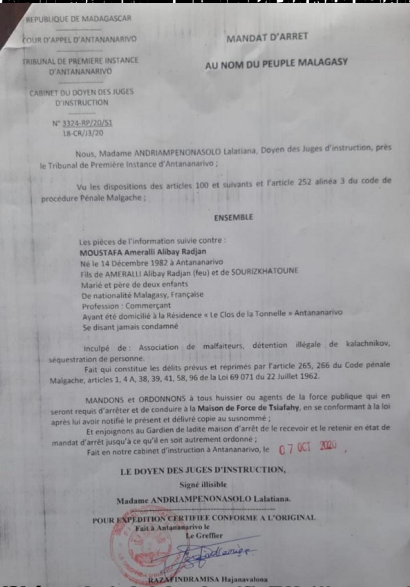 REPUBLIQUE DE MADAGASCAR
COUR D'APPEL D'ANTANANARIVO
TRIBUNAL DE PREMIERE INSTANCE
D'ANTANANARIVO
CABINET DU DOYEN DES JUGES
D'INSTRUCTION
N° 3324-RP/20/S1
18-CR/J3/20
MANDAT D'ARRET
AU NOM DU PEUPLE MALAGASY
Nous, Madame ANDRIAMPENONASOLO Lalatiana, Doyen des Juges d'instruction, près
le Tribunal de Première Instance d'Antananarivo ;
Vu les dispositions des articles 100 et suivants et l'article 252 alinéa 3 du code de
procédure Pénale Malgache ;
ENSEMBLE
Les pièces de l'information suivie contre :
MOUSTAFA Ameralli Alibay Radjan
Né le 14 Décembre 1982 à Antananarivo
Fils de AMERALLI Alibay Radjan (feu) et de SOURIZKHATOUNE
Marié et père de deux enfants
De nationalité Malagasy, Française
Profession : Commerçant
Ayant été domicilié à la Résidence « Le Clos de la Tonnelle » Antananarivo
Se disant jamais condamné
Inculpé de : Association de malfaiteurs, détention illégale de kalachnikov,
séquestration de personne.
Fait qui constitue les délits prévus et réprimés par l'article 265, 266 du Code pénale
Malgache, articles 1, 4 A, 38, 39, 41, 58, 96 de la Loi 69 071 du 22 Juillet 1962.
MANDONS et ORDONNONS à tous huissier ou agents de la force publique qui en
seront requis d'arrêter et de conduire à la Maison de Force de Tsiafahy, en se conformant à la loi
après lui avoir notifié le présent et délivré copie au susnommé ;
Et enjoignons au Gardien de ladite maison d'arrêt de le recevoir et le retenir en état de
mandat d'arrêt jusqu'à ce qu'il en soit autrement ordonné ;
Fait en notre cabinet d'instruction à Antananarivo, le 07 OCT 2020
LE DOYEN DES JUGES D'INSTRUCTION,
Signé illisible
Madame ANDRIAMPENONASOLO Lalatiana.
POUR EXPEDITION CERTIFIEE CONFORME A L'ORIGINAL
Fait à Antananarivo le
Le Greffier
RAZAFINDRAMISA Hajanavalona